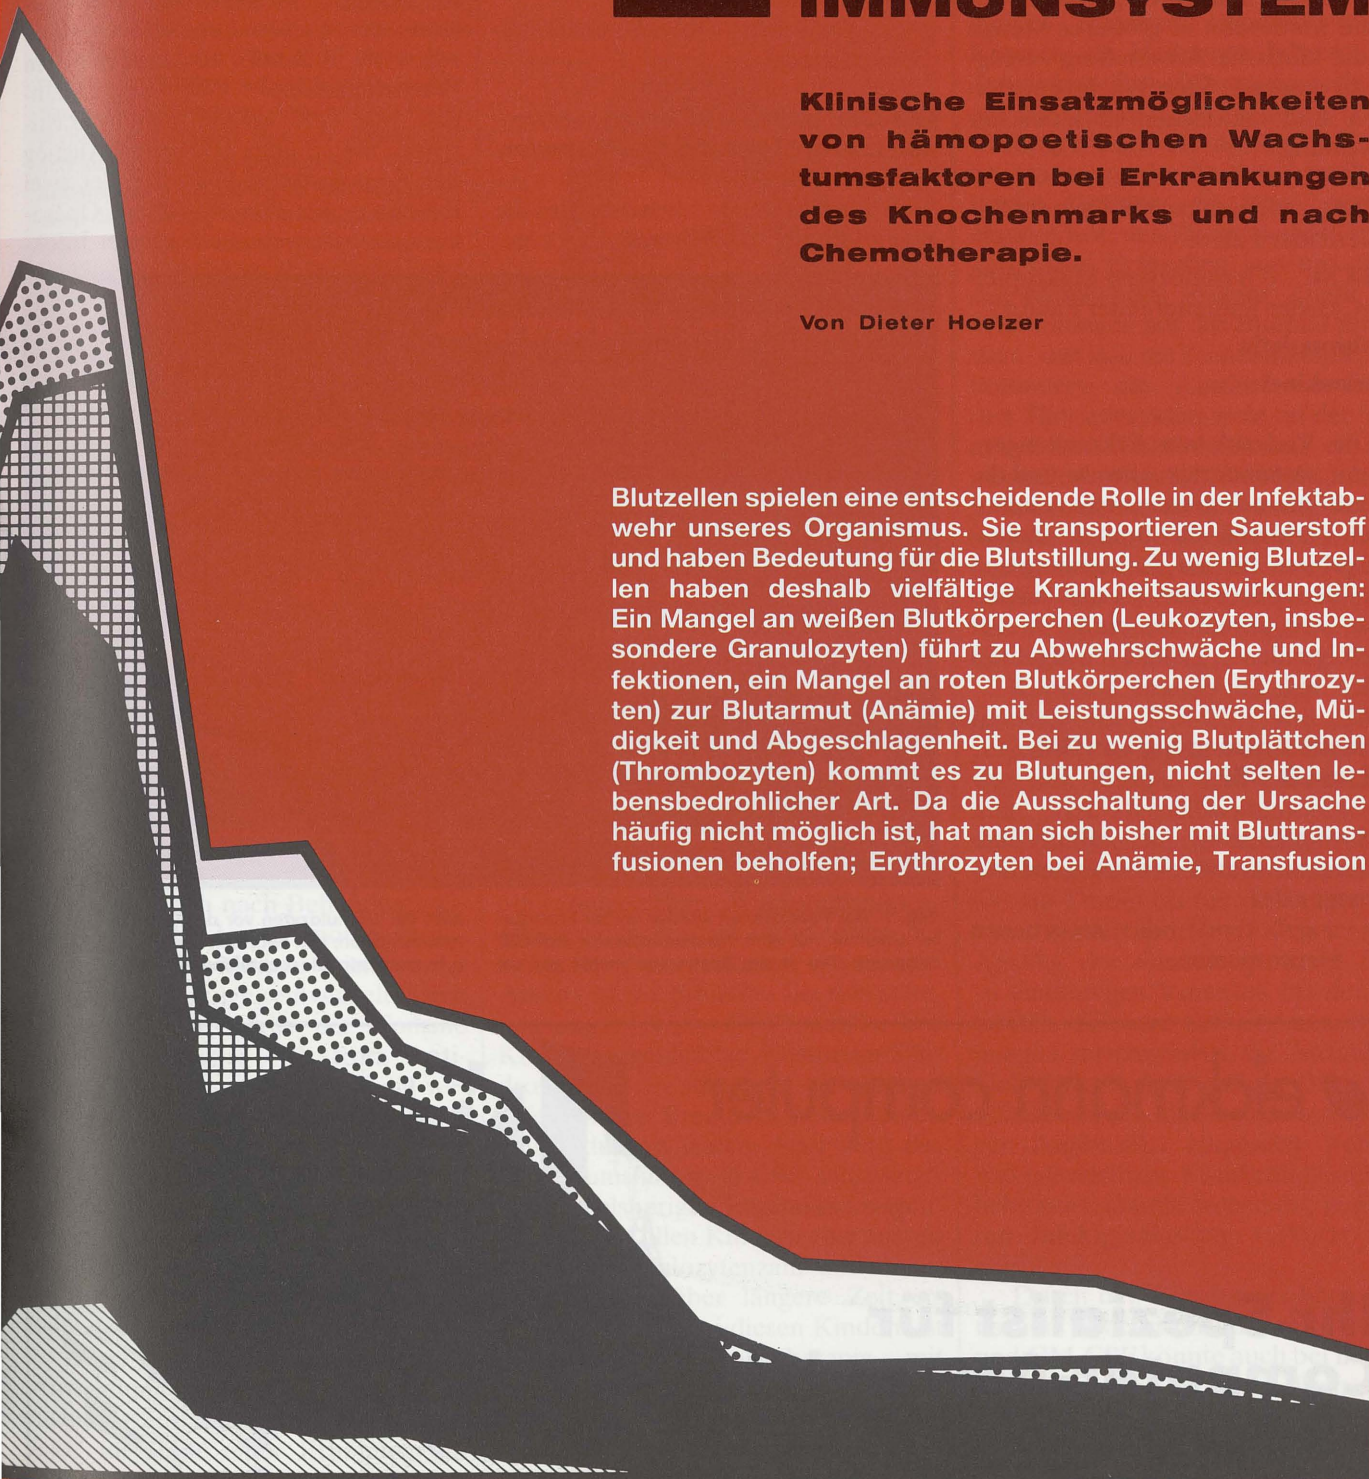 IMMUNSYSTEM
Klinische Einsatzmöglichkeiten
von hämopoetischen Wachs-
tumsfaktoren bei Erkrankungen
des Knochenmarks und nach
Chemotherapie.
Von Dieter Hoelzer
Blutzellen spielen eine entscheidende Rolle in der Infektab-
wehr unseres Organismus. Sie transportieren Sauerstoff
und haben Bedeutung für die Blutstillung. Zu wenig Blutzel-
len haben deshalb vielfältige Krankheitsauswirkungen:
Ein Mangel an weißen Blutkörperchen (Leukozyten, insbe-
sondere Granulozyten) führt zu Abwehrschwäche und In-
fektionen, ein Mangel an roten Blutkörperchen (Erythrozy-
ten) zur Blutarmut (Anämie) mit Leistungsschwäche, Mü-
digkeit und Abgeschlagenheit. Bei zu wenig Blutplättchen
(Thrombozyten) kommt es zu Blutungen, nicht selten le-
bensbedrohlicher Art. Da die Ausschaltung der Ursache
häufig nicht möglich ist, hat man sich bisher mit Bluttrans-
fusionen beholfen; Erythrozyten bei Anämie, Transfusion